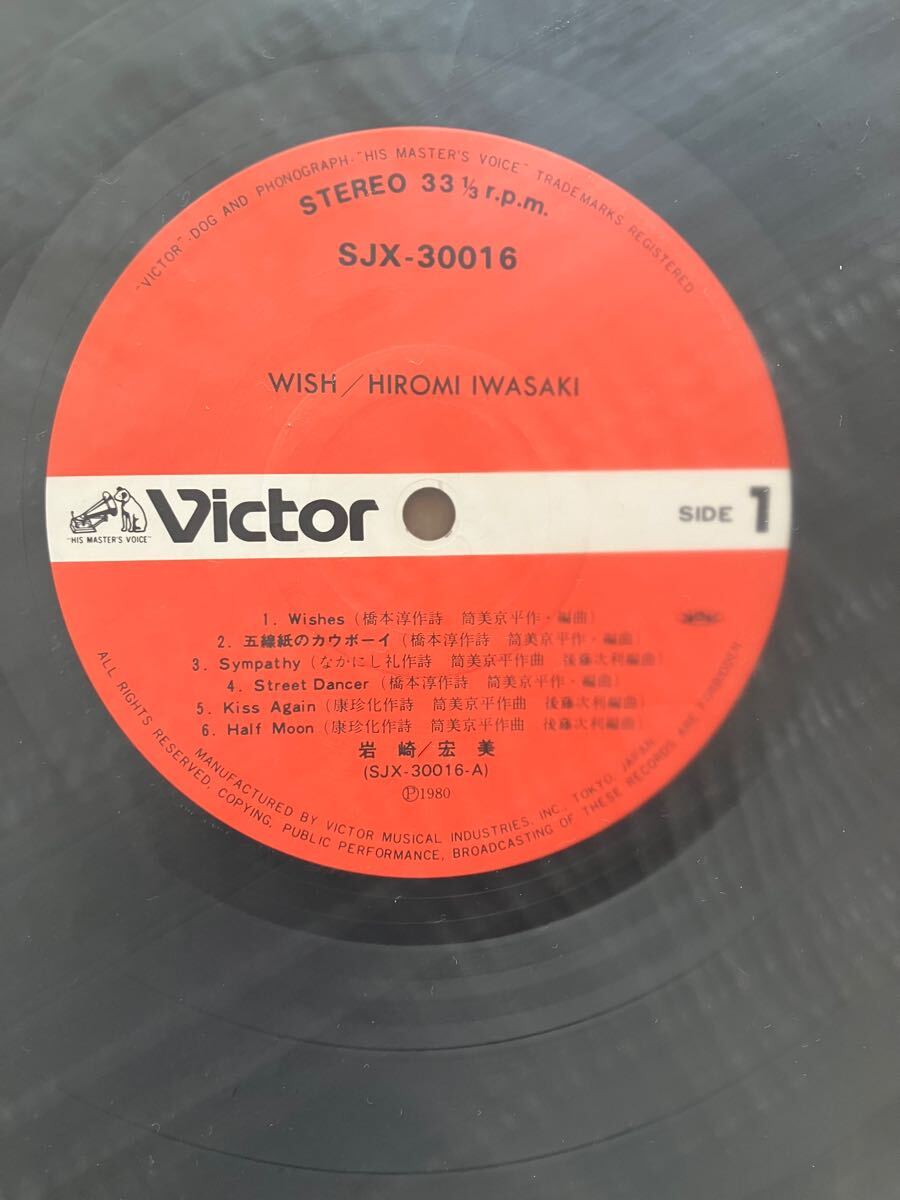 "VICTOR"·DOG AND PHONOGRAPH·"HIS MASTER'S VOICE" TRADEMARKS REGISTERED
STEREO 33 1/3 r.p.m.
SJX-30016
WISH/HIROMI IWASAKI
"HIS MASTER'S VOICE"
Victor
SIDE 1
1. Wishes (橋本淳作詩 筒美京平作・編曲)
2. 五線紙のカウボーイ (橋本淳作詩 筒美京平作・編曲)
3. Sympathy (なかにし礼作詩 筒美京平作曲 後藤次利編曲)
4. Street Dancer (橋本淳作詩 筒美京平作・編曲)
5. Kiss Again (康珍化作詩 筒美京平作曲 後藤次利編曲)
6. Half Moon (康珍化作詩 筒美京平作曲 後藤次利編曲)
岩崎/宏美
(SJX-30016-A)
Ⓟ1980
MANUFACTURED BY VICTOR MUSICAL INDUSTRIES, INC., TOKYO, JAPAN
ALL RIGHTS RESERVED, COPYING, PUBLIC PERFORMANCE, BROADCASTING OF THESE RECORDS ARE FORBIDDEN